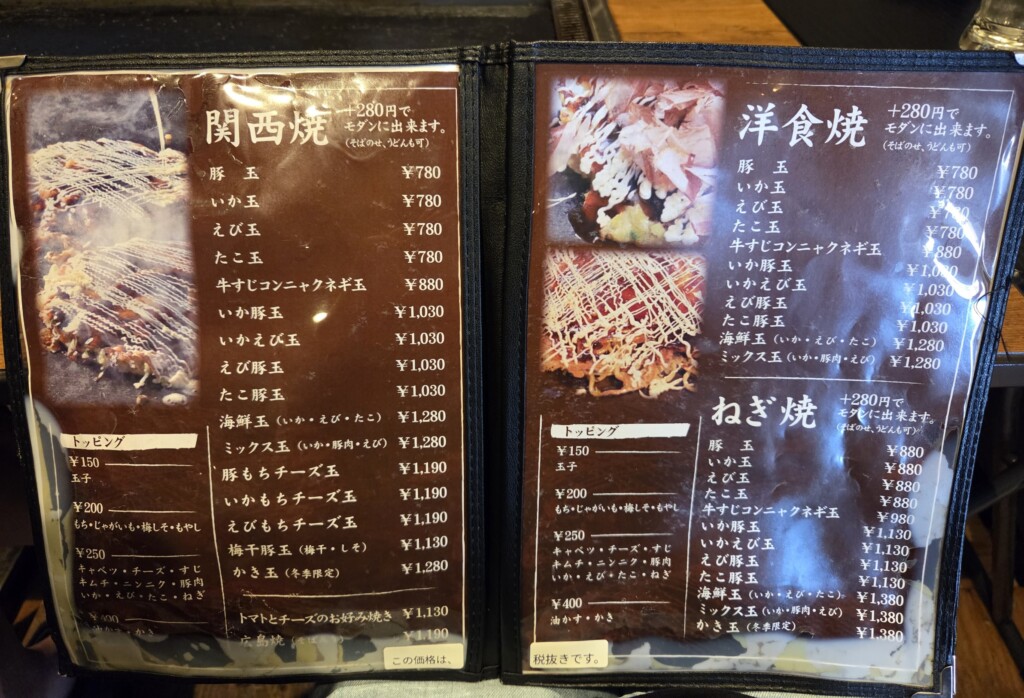 関西焼
+280円で
モダンに出来ます。
(そばのせ、うどんも可)
豚 玉 ¥780
いか玉 ¥780
えび玉 ¥780
たこ玉 ¥780
牛すじコンニャクネギ玉 ¥880
いか豚玉 ¥1,030
いかえび玉 ¥1,030
えび豚玉 ¥1,030
たこ豚玉 ¥1,030
海鮮玉(いか・えび・たこ) ¥1,280
ミックス玉(いか・豚肉・えび) ¥1,280
豚もちチーズ玉 ¥1,190
いかもちチーズ玉 ¥1,190
えびもちチーズ玉 ¥1,190
梅干豚玉(梅干・しそ) ¥1,130
かき玉(冬季限定) ¥1,280
トマトとチーズのお好み焼き ¥1,130
広島焼 ¥1,190
トッピング
¥150
玉子
¥200
もち・じゃがいも・梅しそ・もやし
¥250
キャベツ・チーズ・すじ
キムチ・ニンニク・豚肉
いか・えび・たこ・ねぎ
¥400
油かす・かき
この価格は、
洋食焼
+280円で
モダンに出来ます。
(そばのせ、うどんも可)
豚 玉 ¥780
いか玉 ¥780
えび玉 ¥780
たこ玉 ¥780
牛すじコンニャクネギ玉 ¥880
いか豚玉 ¥1,030
いかえび玉 ¥1,030
えび豚玉 ¥1,030
たこ豚玉 ¥1,030
海鮮玉(いか・えび・たこ) ¥1,280
ミックス玉(いか・豚肉・えび) ¥1,280
ねぎ焼
+280円で
モダンに出来ます。
(そばのせ、うどんも可)
豚 玉 ¥880
いか玉 ¥880
えび玉 ¥880
たこ玉 ¥880
牛すじコンニャクネギ玉 ¥980
いか豚玉 ¥1,130
いかえび玉 ¥1,130
えび豚玉 ¥1,130
たこ豚玉 ¥1,130
海鮮玉(いか・えび・たこ) ¥1,380
ミックス玉(いか・豚肉・えび) ¥1,380
かき玉(冬季限定) ¥1,380
トッピング
¥150
玉子
¥200
もち・じゃがいも・梅しそ・もやし
¥250
キャベツ・チーズ・すじ
キムチ・ニンニク・豚肉
いか・えび・たこ・ねぎ
¥400
油かす・かき
税抜きです。